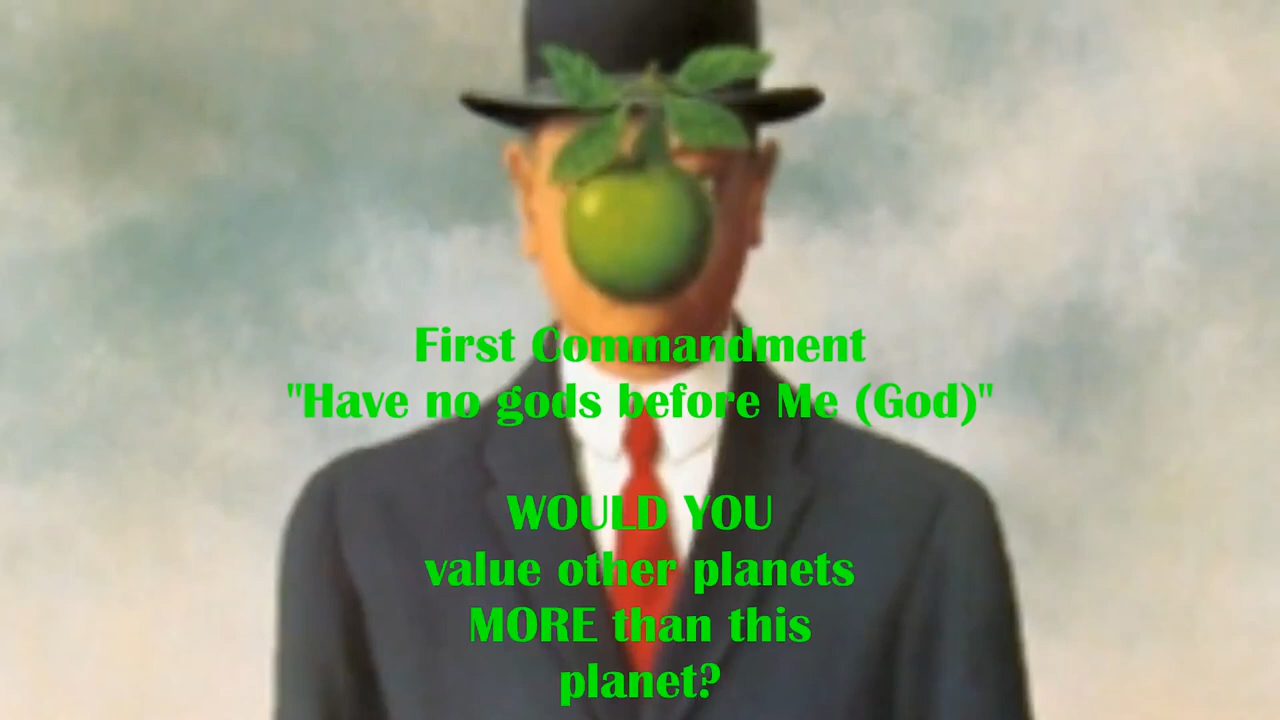 First Commandment
"Have no gods before Me (God)"
WOULD YOU
value other planets
MORE than this
planet?